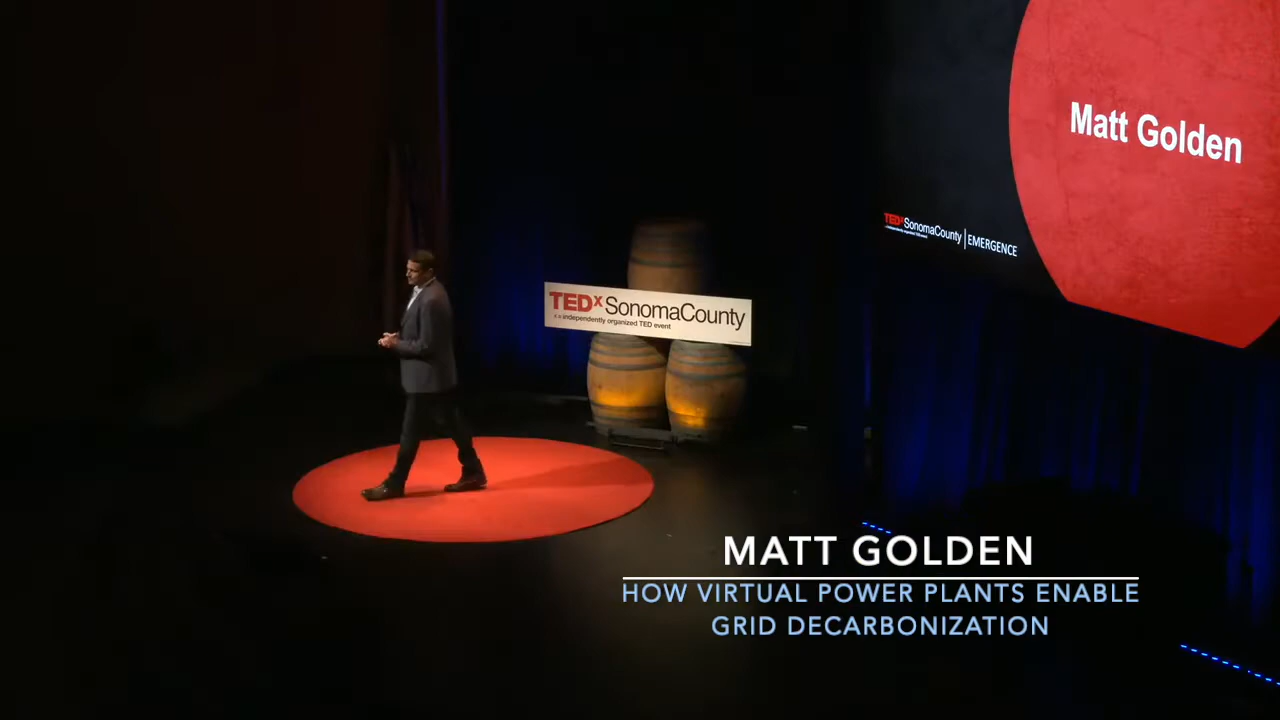 Matt Golden
TEDxSonomaCounty | EMERGENCE
TEDxSonomaCounty
x = independently organized TED event
MATT GOLDEN
HOW VIRTUAL POWER PLANTS ENABLE
GRID DECARBONIZATION